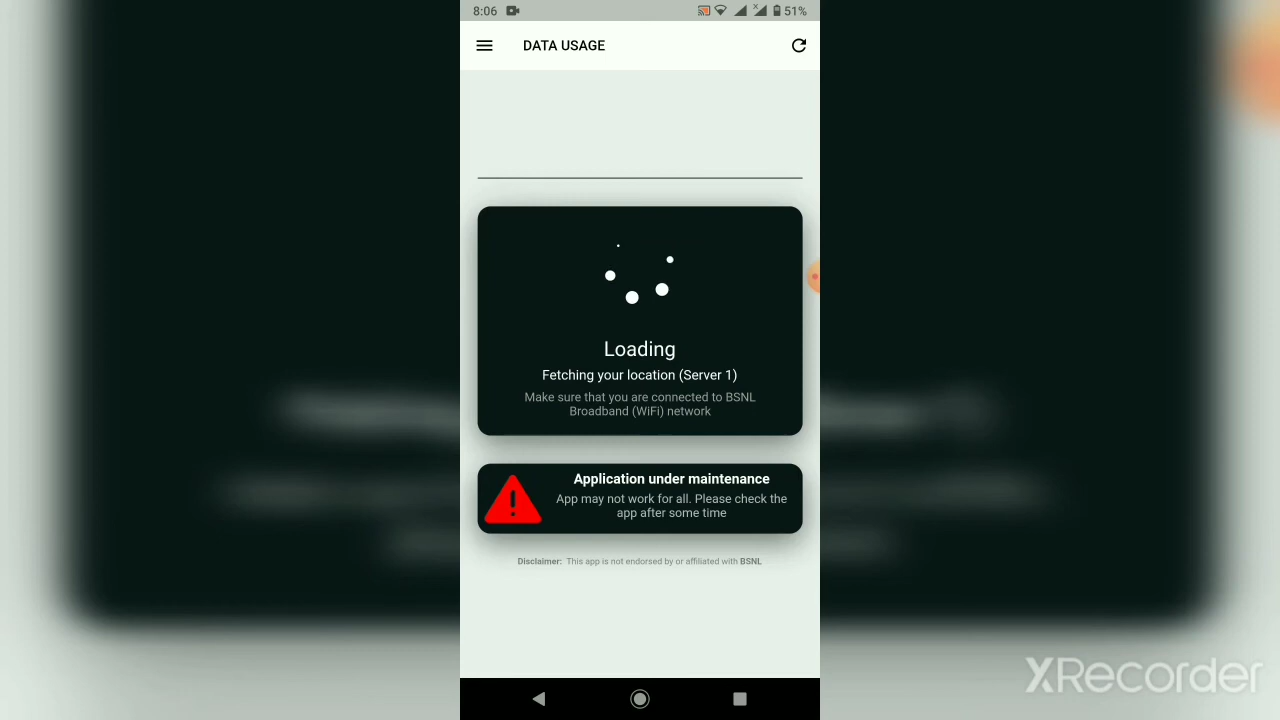 8:06
51%
DATA USAGE
Loading
Fetching your location (Server 1)
Make sure that you are connected to BSNL
Broadband (WiFi) network
Application under maintenance
App may not work for all. Please check the
app after some time
Disclaimer: This app is not endorsed by or affiliated with BSNL
XRecorder